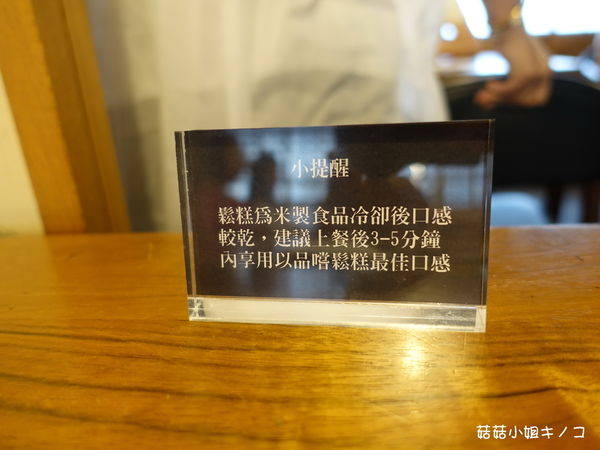 小提醒
鬆糕為米製食品冷卻後口感
較乾，建議上餐後3-5分鐘
內享用以品嚐鬆糕最佳口感
菇菇小姐キノコ